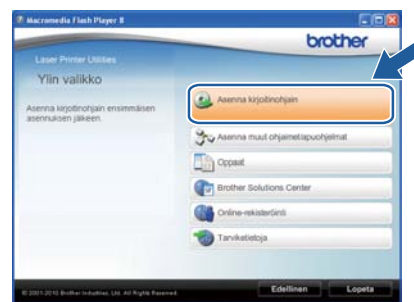 Macromedia Flash Player 8
brother
Laser Printer Utilities
Ylin valikko
Asenna kirjoitinohjain ensimmäisen
asennuksen jälkeen.
Asenna kirjoitinohjain
Asenna muut ohjaimet/apuohjelmat
Oppaat
Brother Solutions Center
Online-rekisteröinti
Tarviketietoja
© 2001-2010 Brother Industries, Ltd. All Rights Reserved.
Edellinen
Lopeta